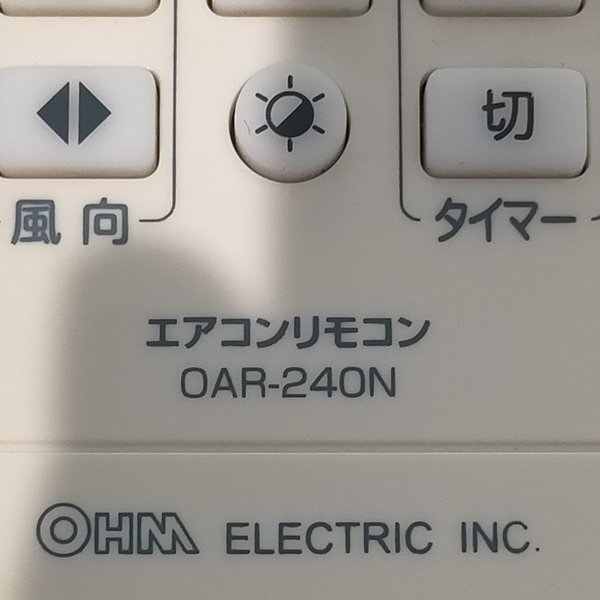 切
風向
タイマー
エアコンリモコン
OAR-240N
OHM ELECTRIC INC.